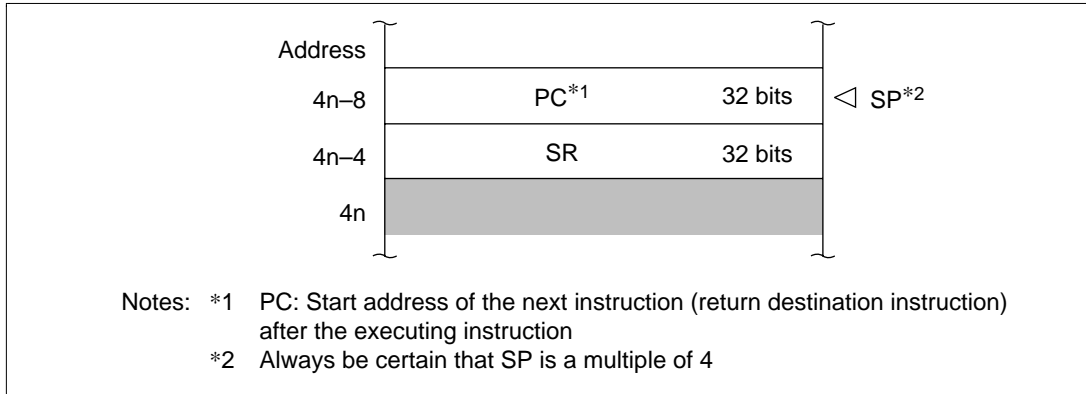 Address
4n–8 PC*1 32 bits ◁ SP*2
4n–4 SR 32 bits
4n
Notes: *1 PC: Start address of the next instruction (return destination instruction)
after the executing instruction
*2 Always be certain that SP is a multiple of 4